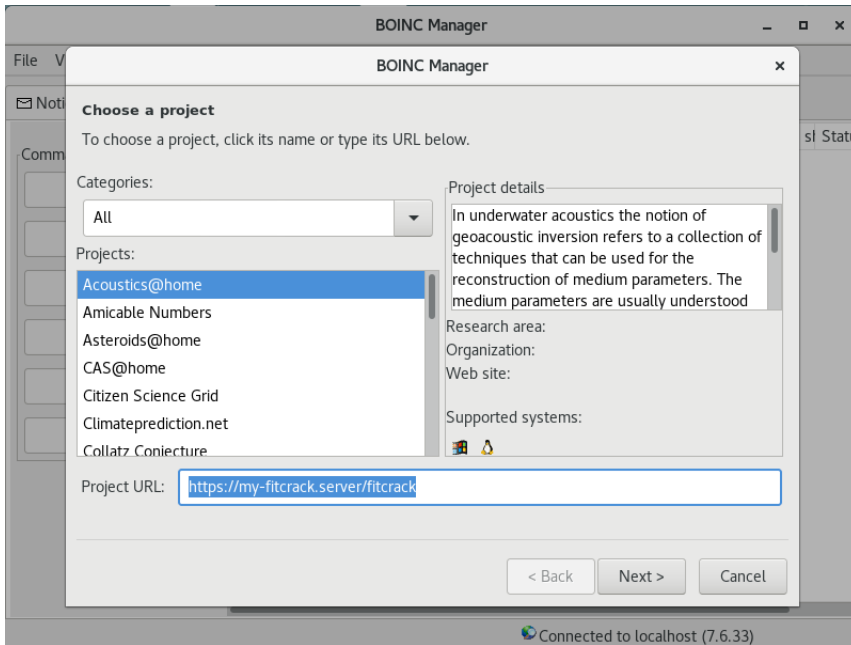 BOINC Manager
File V
BOINC Manager
Noti
Choose a project
To choose a project, click its name or type its URL below.
sl Stat
Comm
Categories:
Project details
All
In underwater acoustics the notion of
geoacoustic inversion refers to a collection of
techniques that can be used for the
reconstruction of medium parameters. The
medium parameters are usually understood
Projects:
Acoustics@home
Amicable Numbers
Asteroids@home
CAS@home
Citizen Science Grid
Climateprediction.net
Collatz Conjecture
Research area:
Organization:
Web site:
Supported systems:
Project URL: https://my-fitcrack.server/fitcrack
< Back Next > Cancel
Connected to localhost (7.6.33)